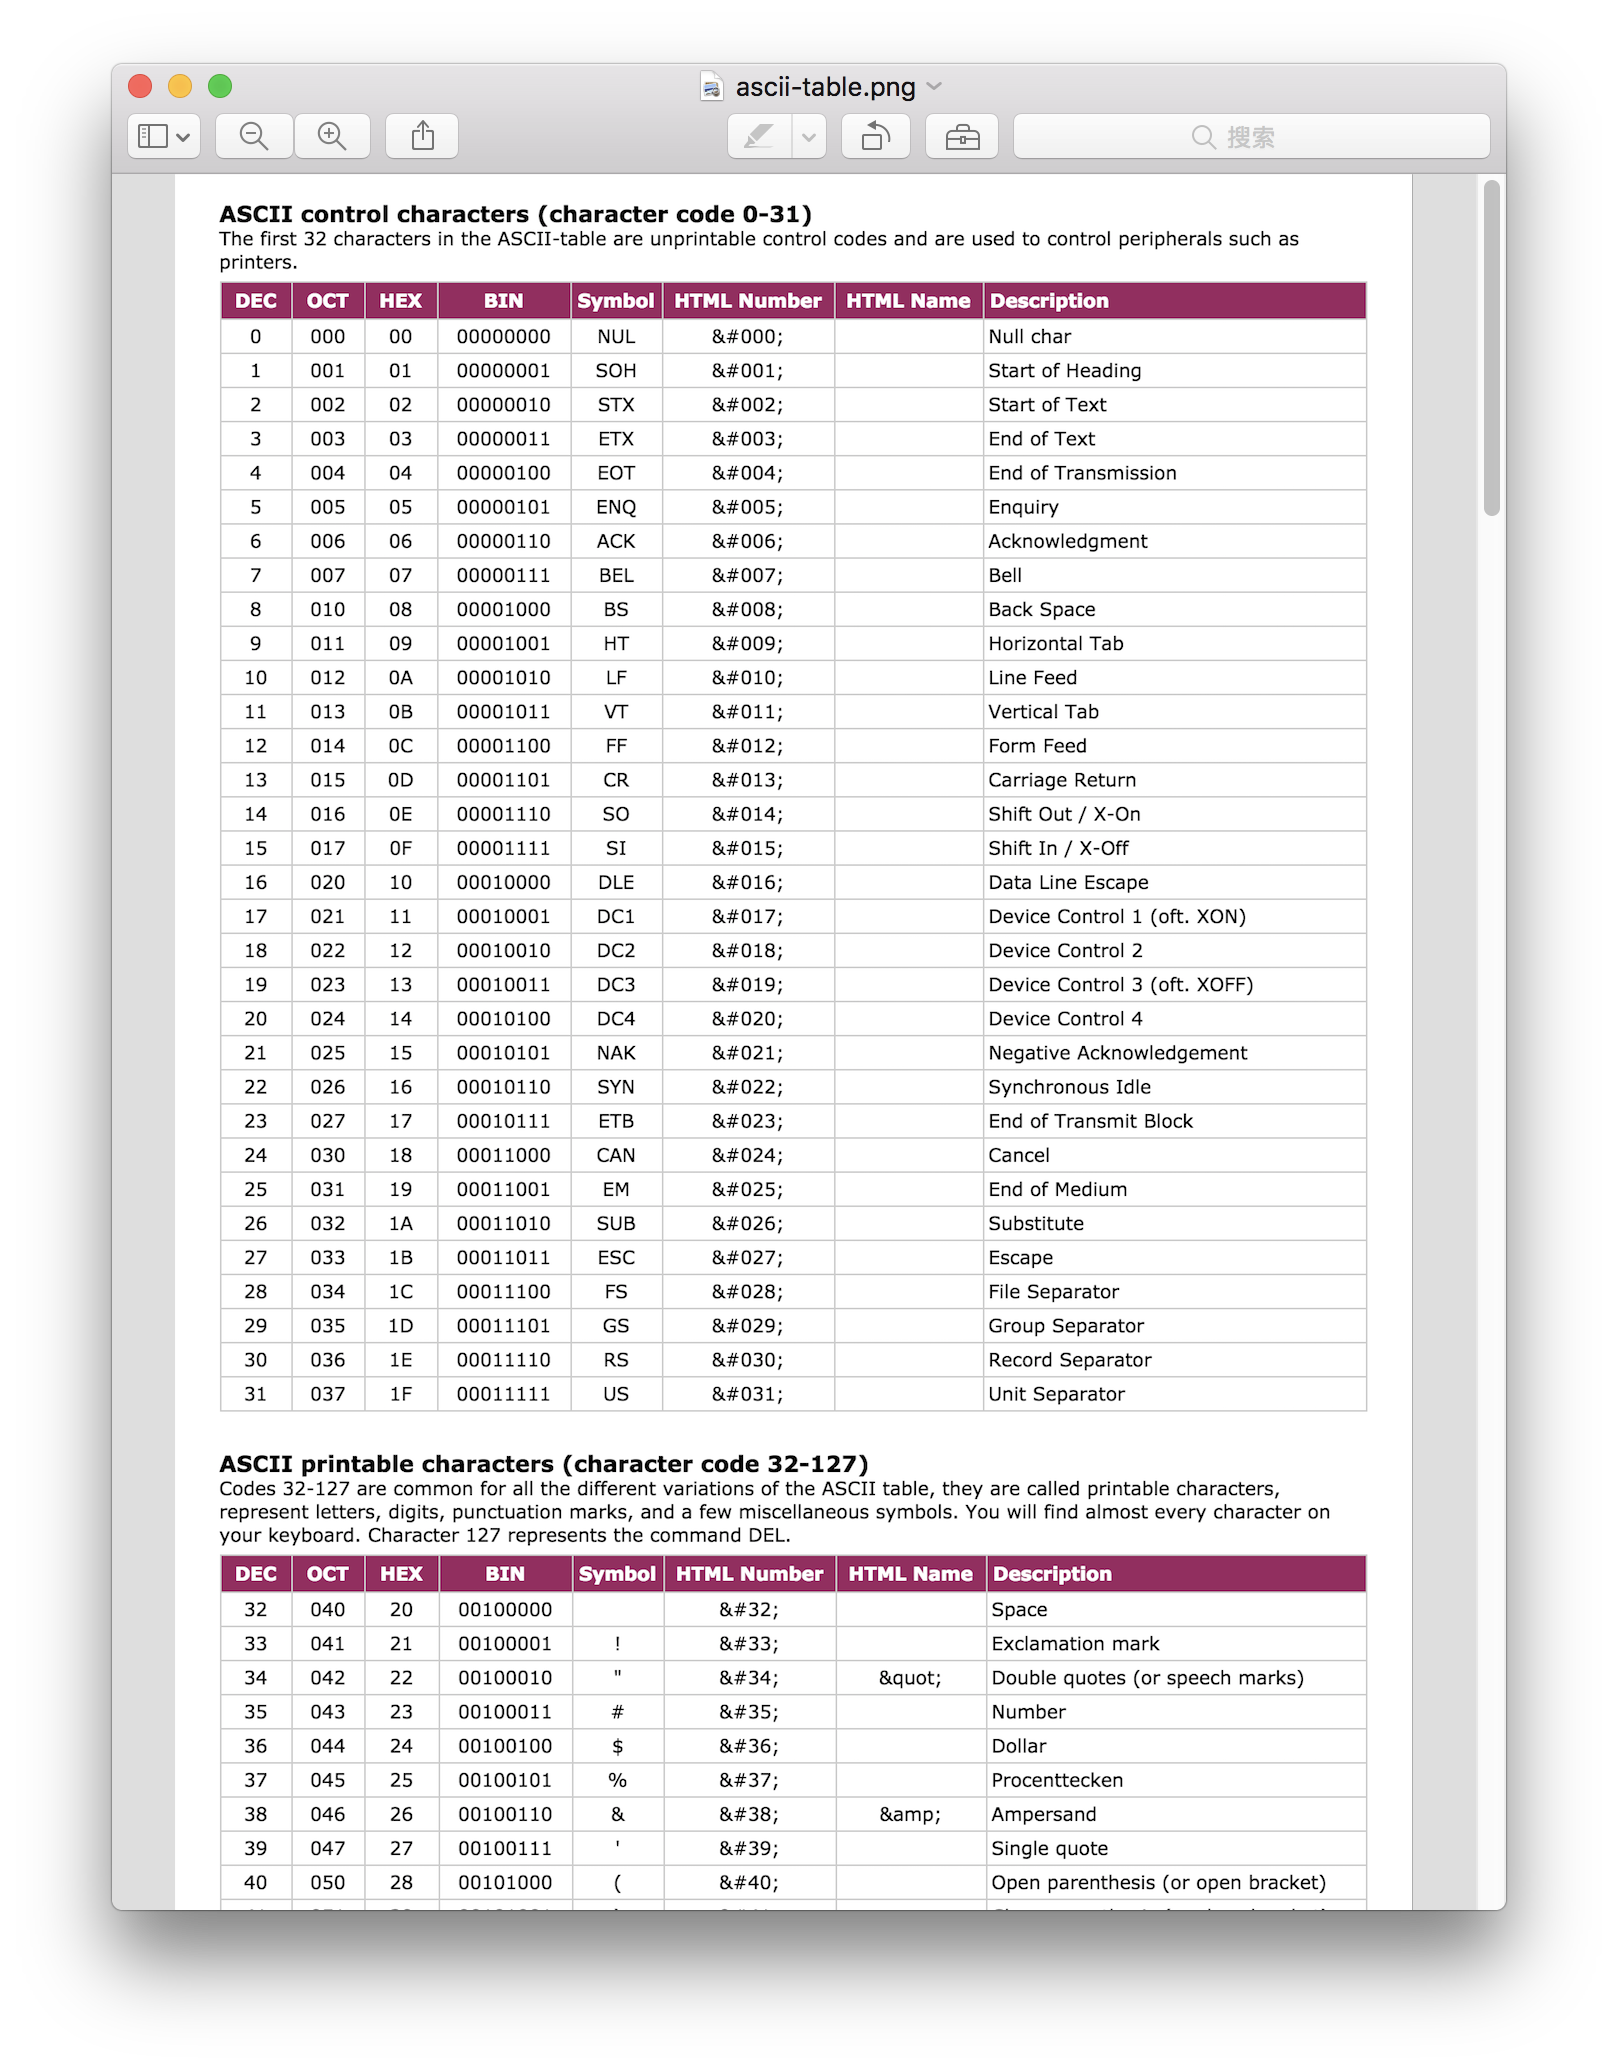 ascii-table.png
搜索
ASCII control characters (character code 0-31)
The first 32 characters in the ASCII-table are unprintable control codes and are used to control peripherals such as
printers.
DEC OCT HEX BIN Symbol HTML Number HTML Name Description
0 000 00 00000000 NUL &#000; Null char
1 001 01 00000001 SOH &#001; Start of Heading
2 002 02 00000010 STX &#002; Start of Text
3 003 03 00000011 ETX &#003; End of Text
4 004 04 00000100 EOT &#004; End of Transmission
5 005 05 00000101 ENQ &#005; Enquiry
6 006 06 00000110 ACK &#006; Acknowledgment
7 007 07 00000111 BEL &#007; Bell
8 010 08 00001000 BS &#008; Back Space
9 011 09 00001001 HT &#009; Horizontal Tab
10 012 0A 00001010 LF &#010; Line Feed
11 013 0B 00001011 VT &#011; Vertical Tab
12 014 0C 00001100 FF &#012; Form Feed
13 015 0D 00001101 CR &#013; Carriage Return
14 016 0E 00001110 SO &#014; Shift Out / X-On
15 017 0F 00001111 SI &#015; Shift In / X-Off
16 020 10 00010000 DLE &#016; Data Line Escape
17 021 11 00010001 DC1 &#017; Device Control 1 (oft. XON)
18 022 12 00010010 DC2 &#018; Device Control 2
19 023 13 00010011 DC3 &#019; Device Control 3 (oft. XOFF)
20 024 14 00010100 DC4 &#020; Device Control 4
21 025 15 00010101 NAK &#021; Negative Acknowledgement
22 026 16 00010110 SYN &#022; Synchronous Idle
23 027 17 00010111 ETB &#023; End of Transmit Block
24 030 18 00011000 CAN &#024; Cancel
25 031 19 00011001 EM &#025; End of Medium
26 032 1A 00011010 SUB &#026; Substitute
27 033 1B 00011011 ESC &#027; Escape
28 034 1C 00011100 FS &#028; File Separator
29 035 1D 00011101 GS &#029; Group Separator
30 036 1E 00011110 RS &#030; Record Separator
31 037 1F 00011111 US &#031; Unit Separator
ASCII printable characters (character code 32-127)
Codes 32-127 are common for all the different variations of the ASCII table, they are called printable characters,
represent letters, digits, punctuation marks, and a few miscellaneous symbols. You will find almost every character on
your keyboard. Character 127 represents the command DEL.
DEC OCT HEX BIN Symbol HTML Number HTML Name Description
32 040 20 00100000 &#32; Space
33 041 21 00100001 ! &#33; Exclamation mark
34 042 22 00100010 " &#34; &quot; Double quotes (or speech marks)
35 043 23 00100011 # &#35; Number
36 044 24 00100100 $ &#36; Dollar
37 045 25 00100101 % &#37; Procenttecken
38 046 26 00100110 & &#38; &amp; Ampersand
39 047 27 00100111 ' &#39; Single quote
40 050 28 00101000 ( &#40; Open parenthesis (or open bracket)